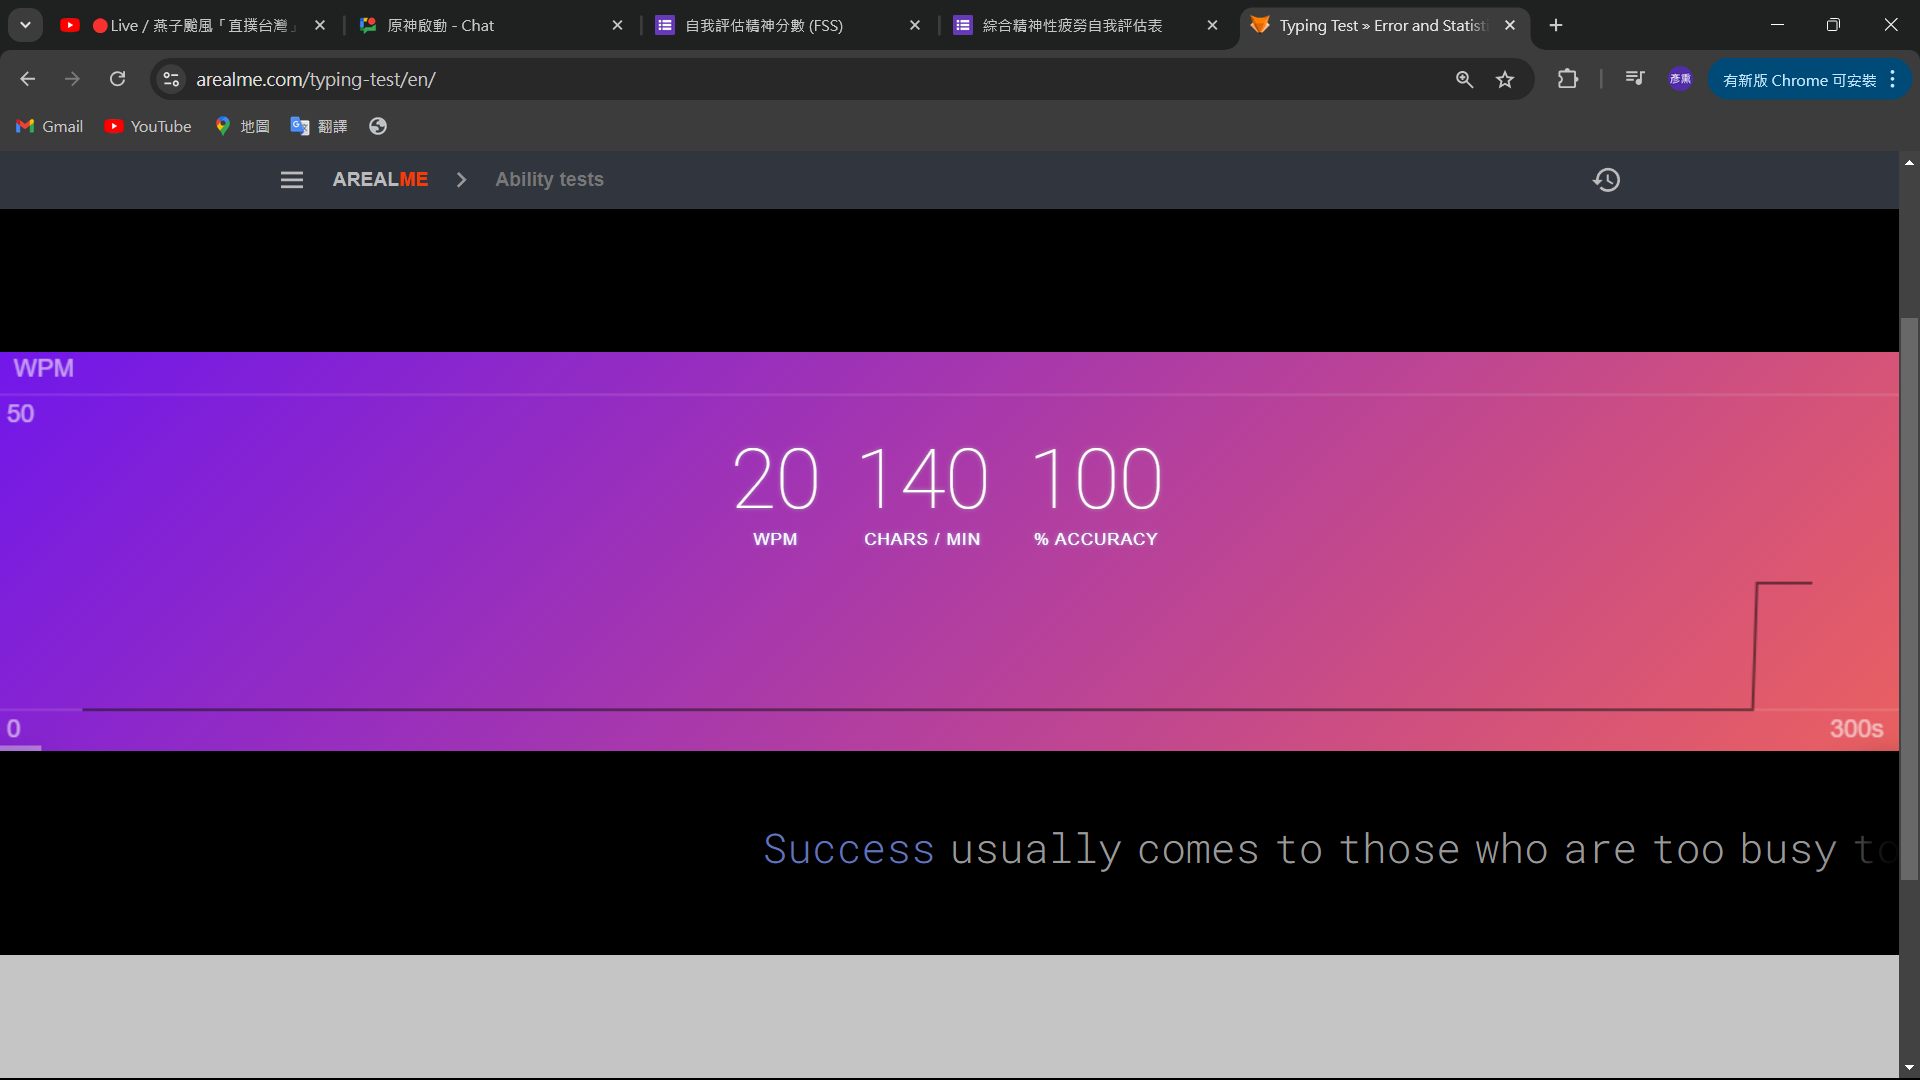 🔴Live / 燕子颱風「直撲台灣」
原神啟動 - Chat
自我評估精神分數 (FSS)
綜合精神性疲勞自我評估表
Typing Test » Error and Statisti
arealme.com/typing-test/en/
彥熏
有新版 Chrome 可安裝
Gmail
YouTube
地圖
翻譯
AREALME
Ability tests
WPM
50
20 140 100
WPM CHARS / MIN % ACCURACY
0
300s
Success usually comes to those who are too busy to